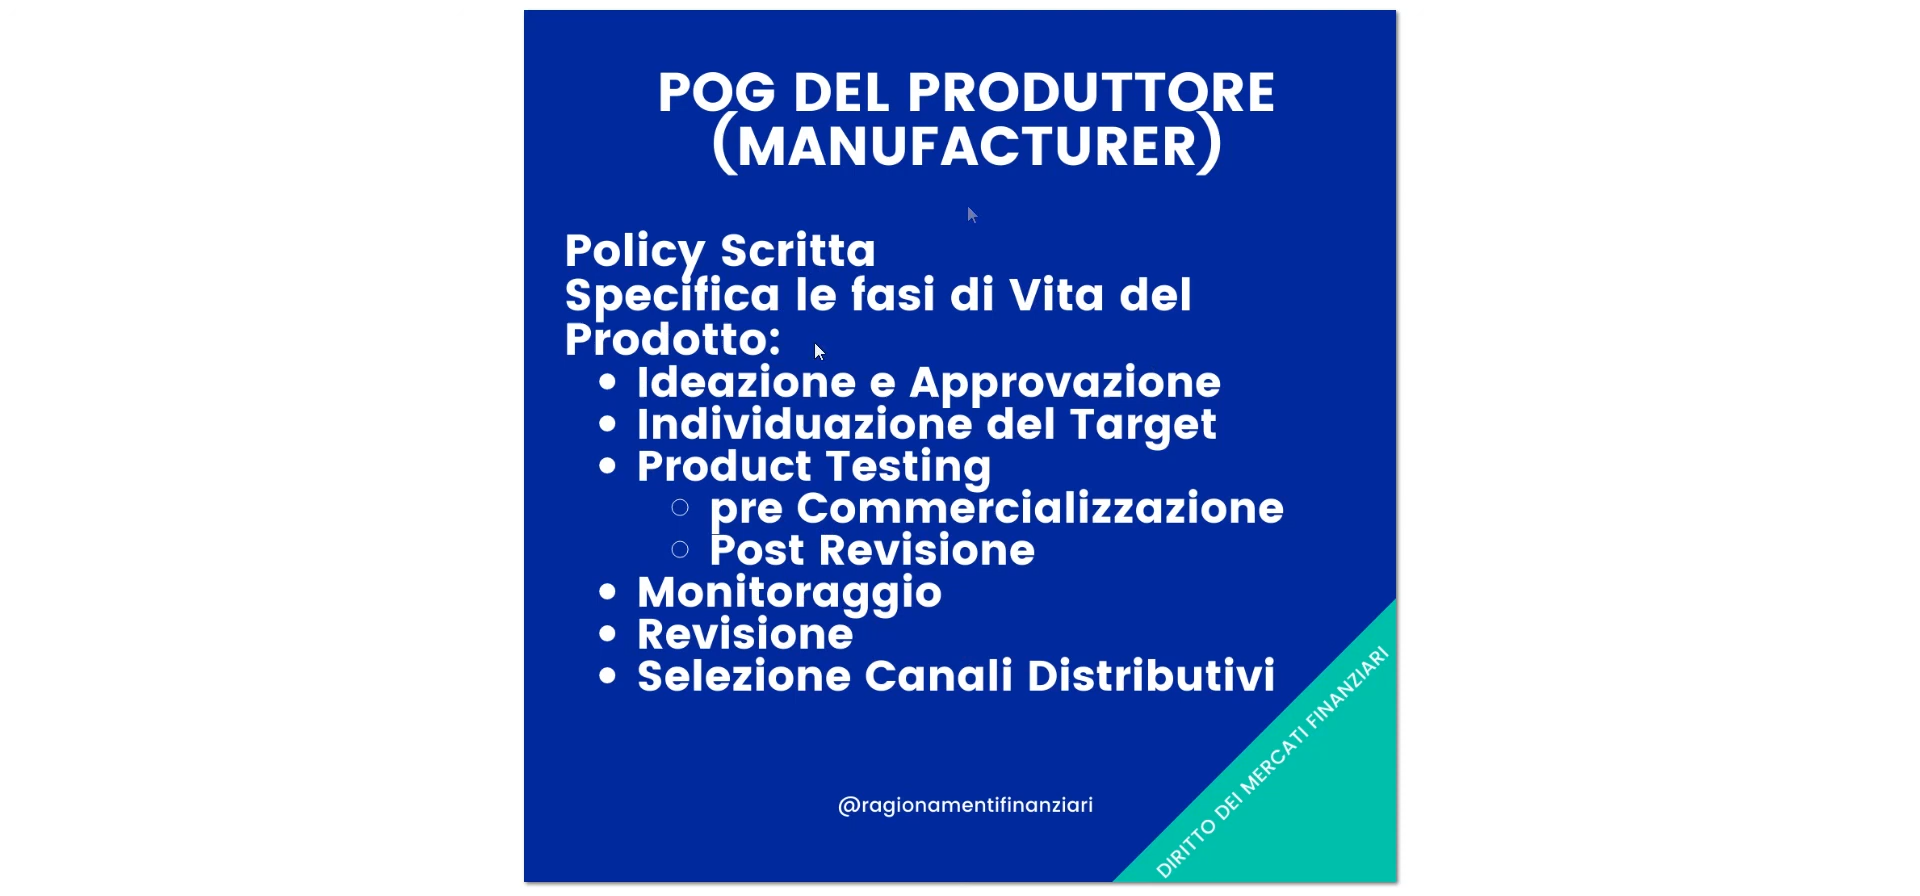 POG DEL PRODUTTORE
(MANUFACTURER)
Policy Scritta
Specifica le fasi di Vita del
Prodotto:
Ideazione e Approvazione
Individuazione del Target
Product Testing
pre Commercializzazione
Post Revisione
Monitoraggio
Revisione
Selezione Canali Distributivi
@ragionamentifinanziari
DIRITTO DEI MERCATI FINANZIARI